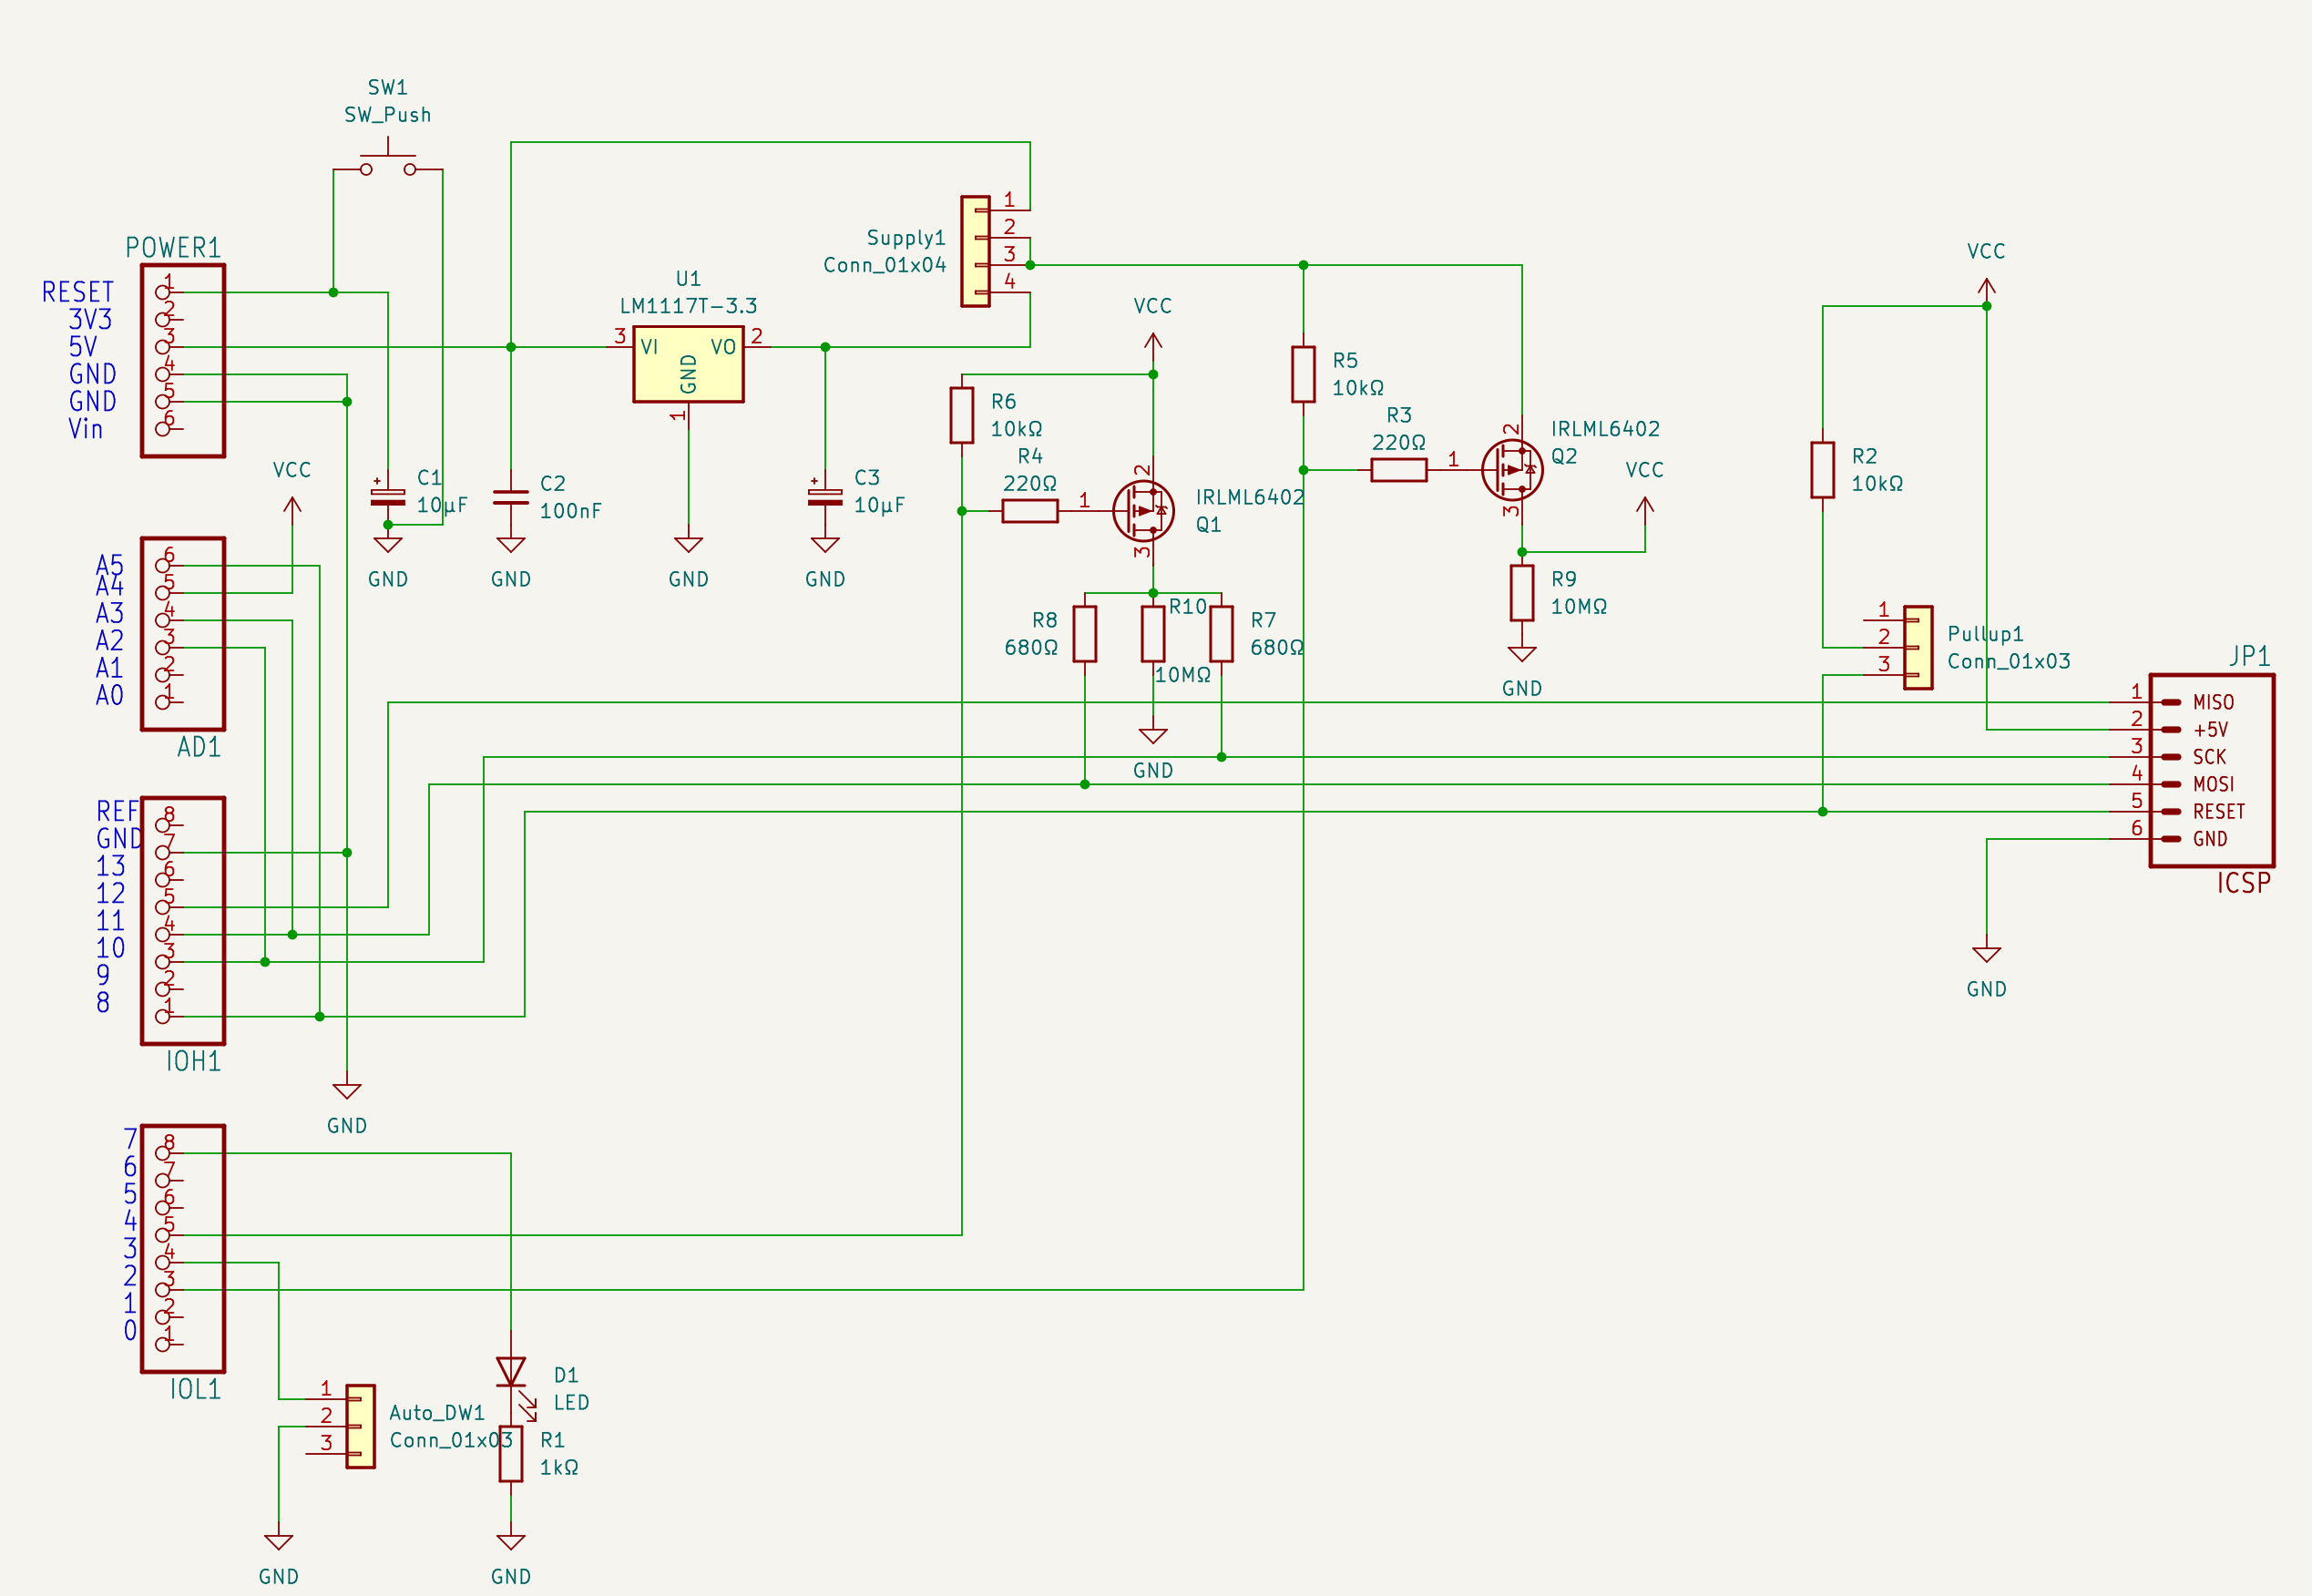 SW1
SW_Push
POWER1
RESET
3V3
5V
GND
GND
Vin
1
2
3
4
5
6
VCC
C1
10µF
GND
C2
100nF
GND
U1
LM1117T-3.3
3
VI
VO
2
GND
1
GND
C3
10µF
GND
Supply1
Conn_01x04
1
2
3
4
VCC
R6
10kΩ
R4
220Ω
1
2
3
IRLML6402
Q1
R8
680Ω
R10
10MΩ
R7
680Ω
GND
R5
10kΩ
R3
220Ω
1
2
3
IRLML6402
Q2
VCC
R9
10MΩ
GND
VCC
R2
10kΩ
1
2
3
Pullup1
Conn_01x03
JP1
1 MISO
2 +5V
3 SCK
4 MOSI
5 RESET
6 GND
ICSP
GND
A5
A4
A3
A2
A1
A0
6
5
4
3
2
1
AD1
REF
GND
13
12
11
10
9
8
8
7
6
5
4
3
2
1
IOH1
GND
7
6
5
4
3
2
1
0
8
7
6
5
4
3
2
1
IOL1
1
2
3
Auto_DW1
Conn_01x03
GND
D1
LED
R1
1kΩ
GND